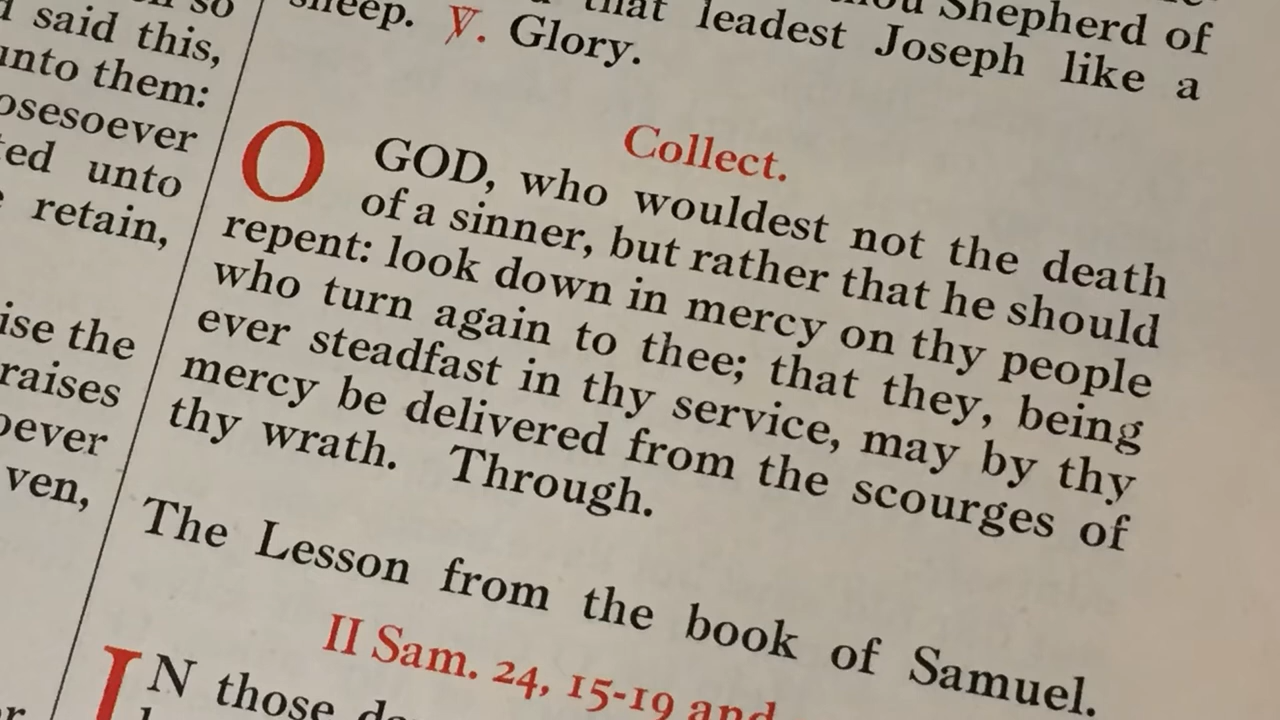 so
said this,
unto them:
osesoever
ted unto
retain,
ise the
raises
oever
ven,
Shepherd of
that leadest Joseph like a
sheep. ℣. Glory.
Collect.
O GOD, who wouldest not the death
of a sinner, but rather that he should
repent: look down in mercy on thy people
who turn again to thee; that they, being
ever steadfast in thy service, may by thy
mercy be delivered from the scourges of
thy wrath. Through.
The Lesson from the book of Samuel.
II Sam. 24, 15-19 and
IN those